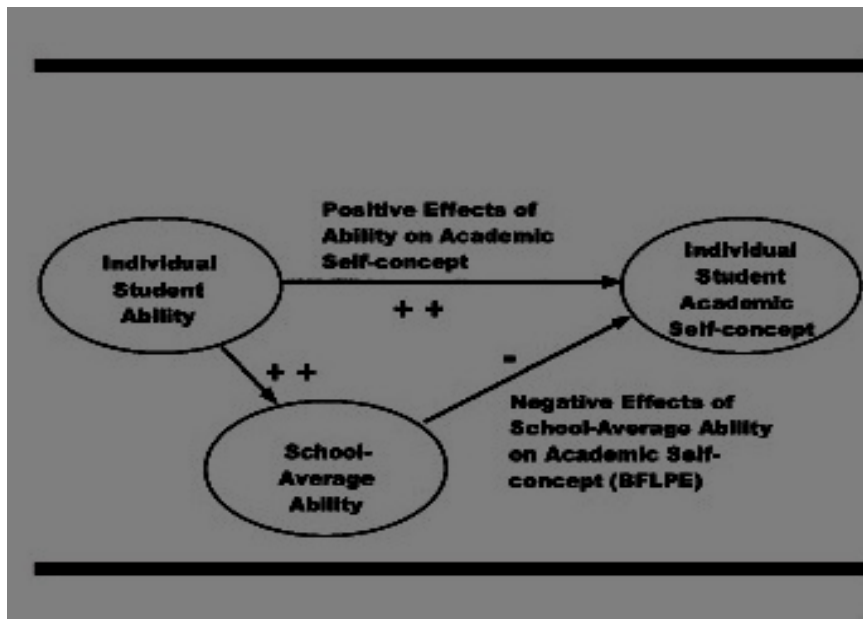 Positive Effects of
Ability on Academic
Self-concept
Individual
Student
Ability
+ +
Individual
Student
Academic
Self-concept
+ +
-
School-
Average
Ability
Negative Effects of
School-Average Ability
on Academic Self-
concept (BFLPE)